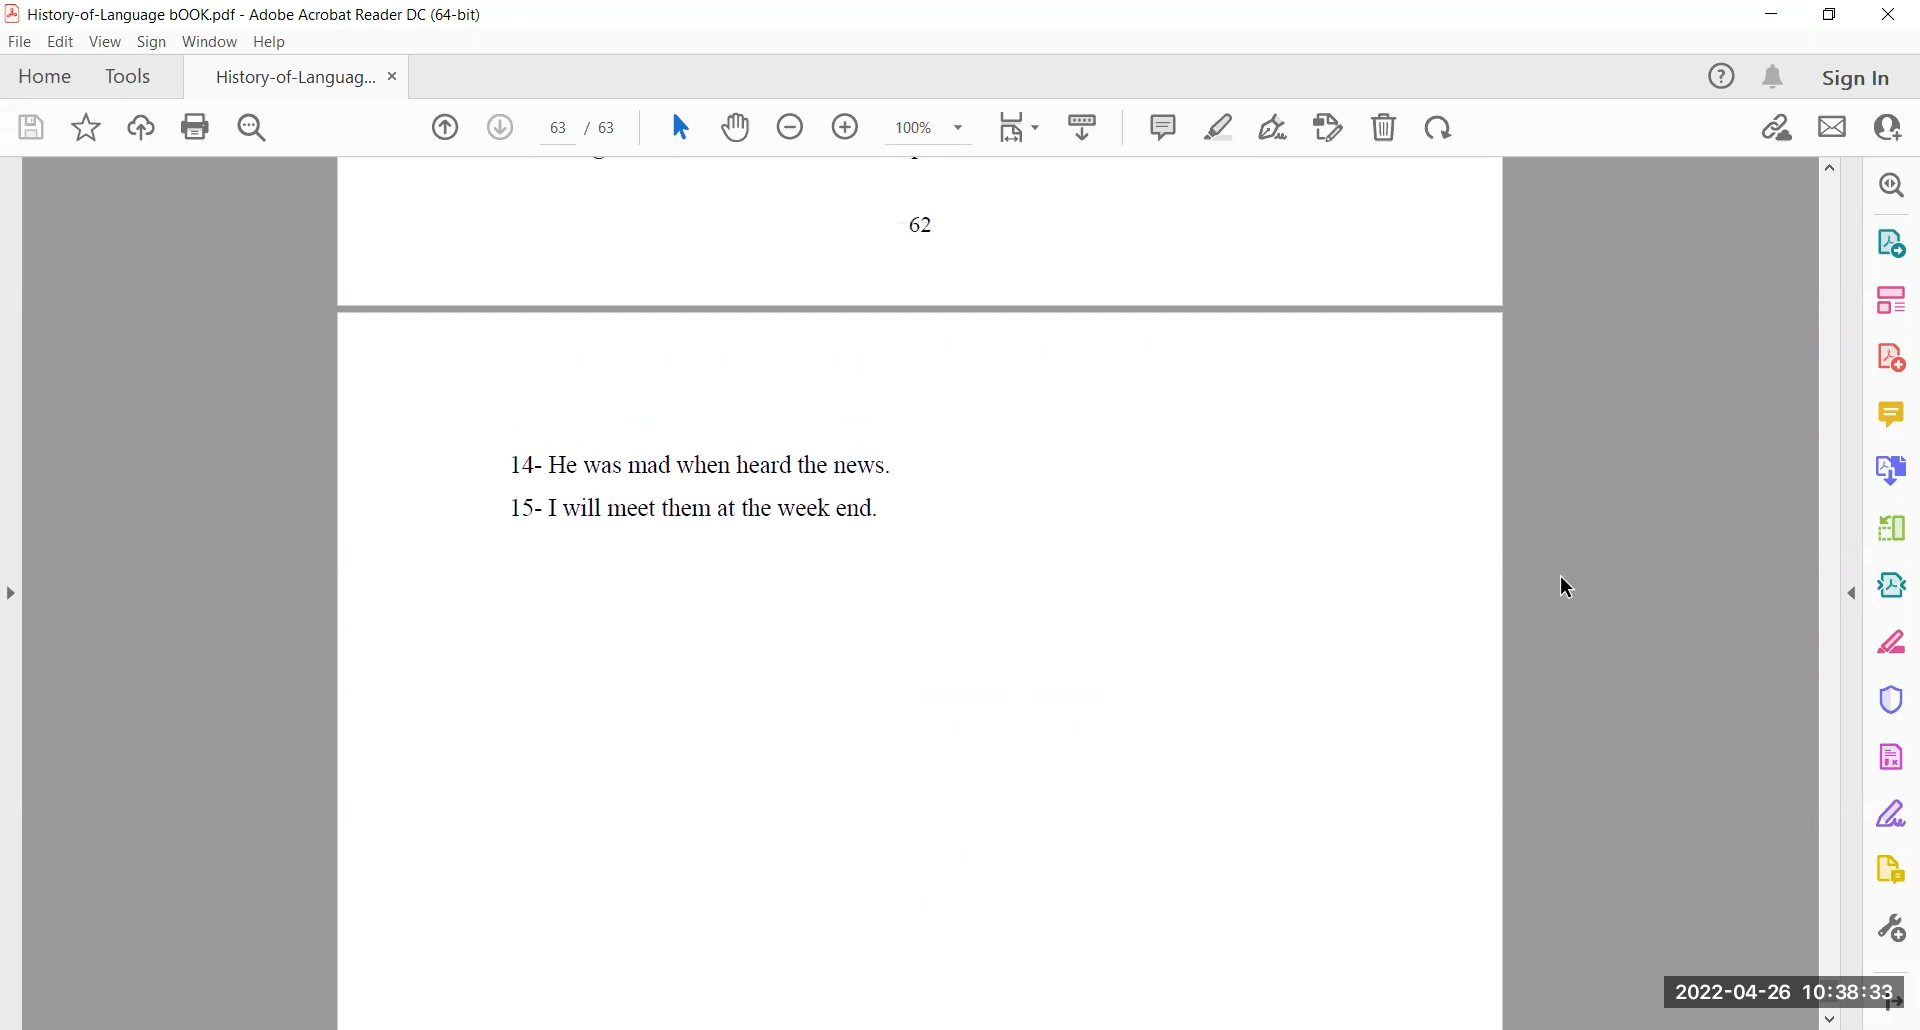 History-of-Language bOOK.pdf - Adobe Acrobat Reader DC (64-bit)
File Edit View Sign Window Help
Home Tools History-of-Languag... Sign In
63 / 63 100%
62
14- He was mad when heard the news.
15- I will meet them at the week end.
2022-04-26 10:38:33